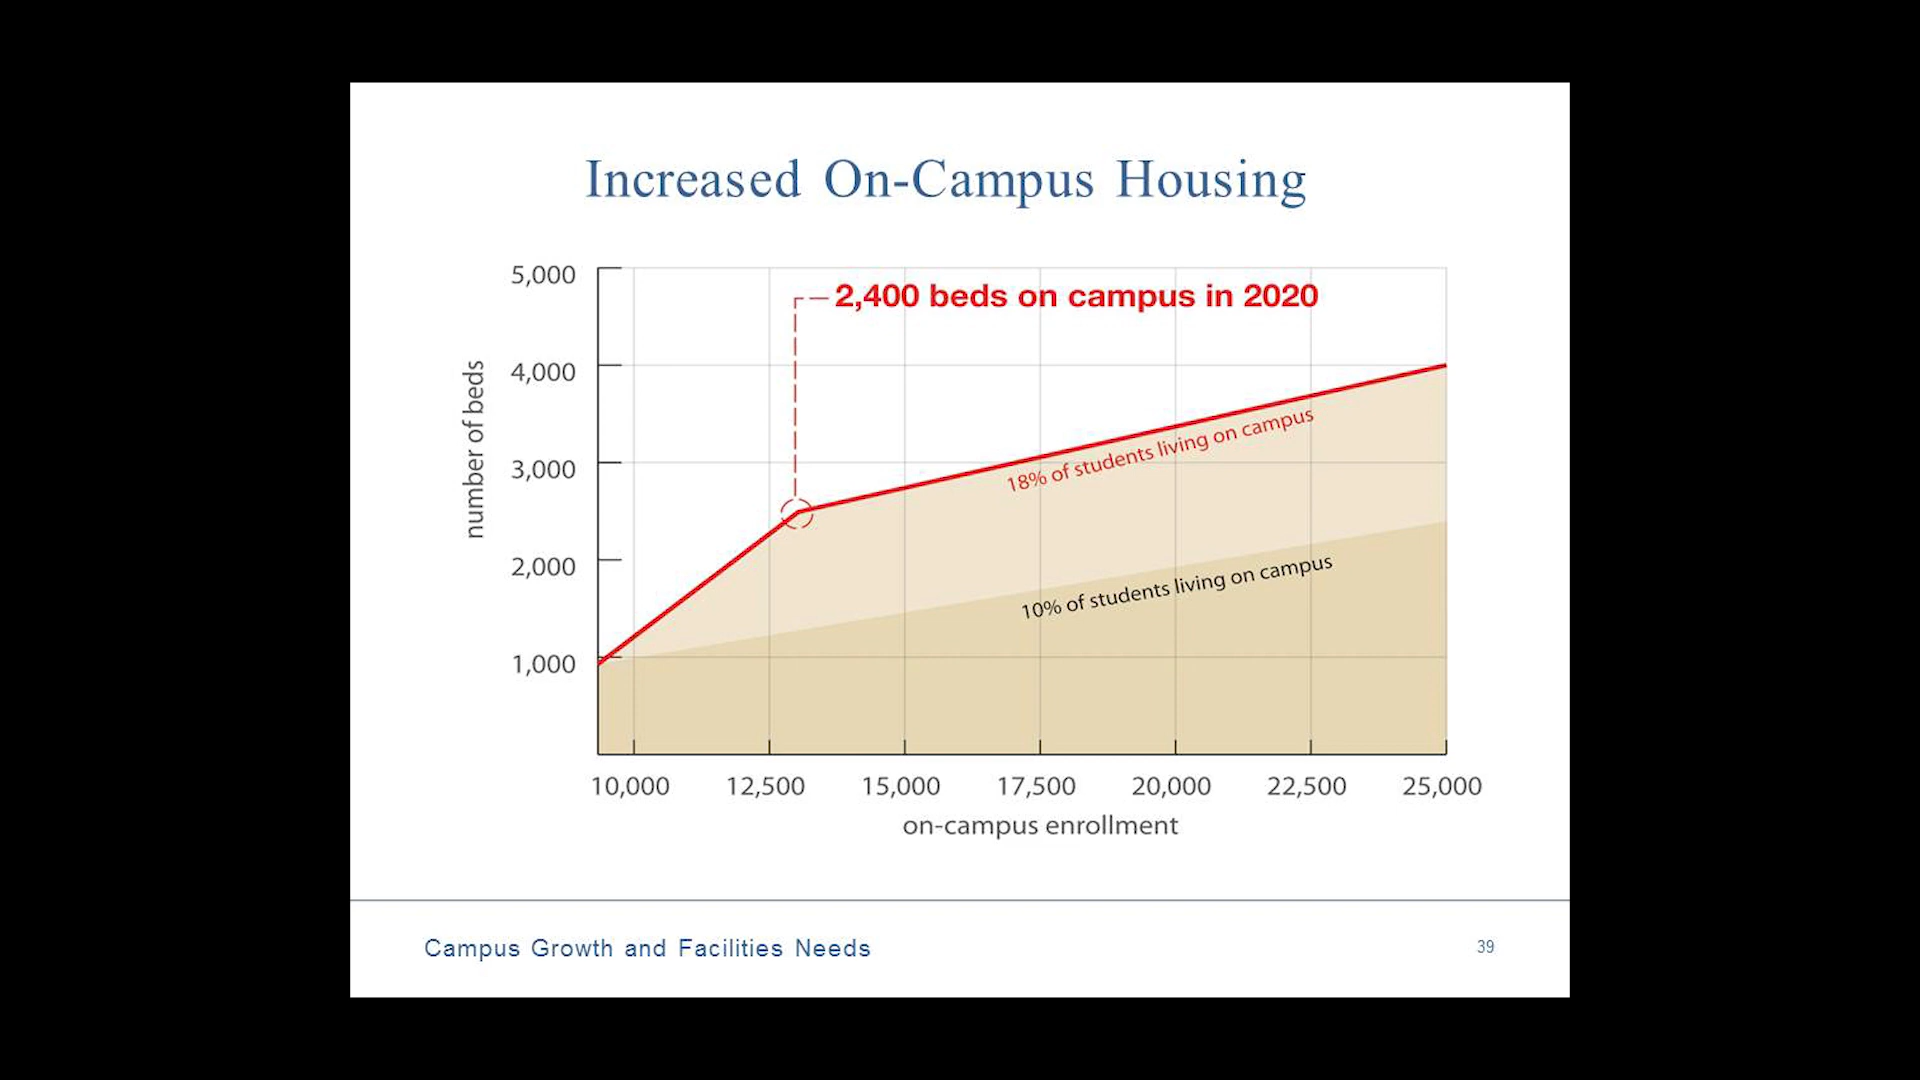 Increased On-Campus Housing
5,000
2,400 beds on campus in 2020
4,000
3,000
2,000
1,000
number of beds
18% of students living on campus
10% of students living on campus
10,000 12,500 15,000 17,500 20,000 22,500 25,000
on-campus enrollment
Campus Growth and Facilities Needs
39